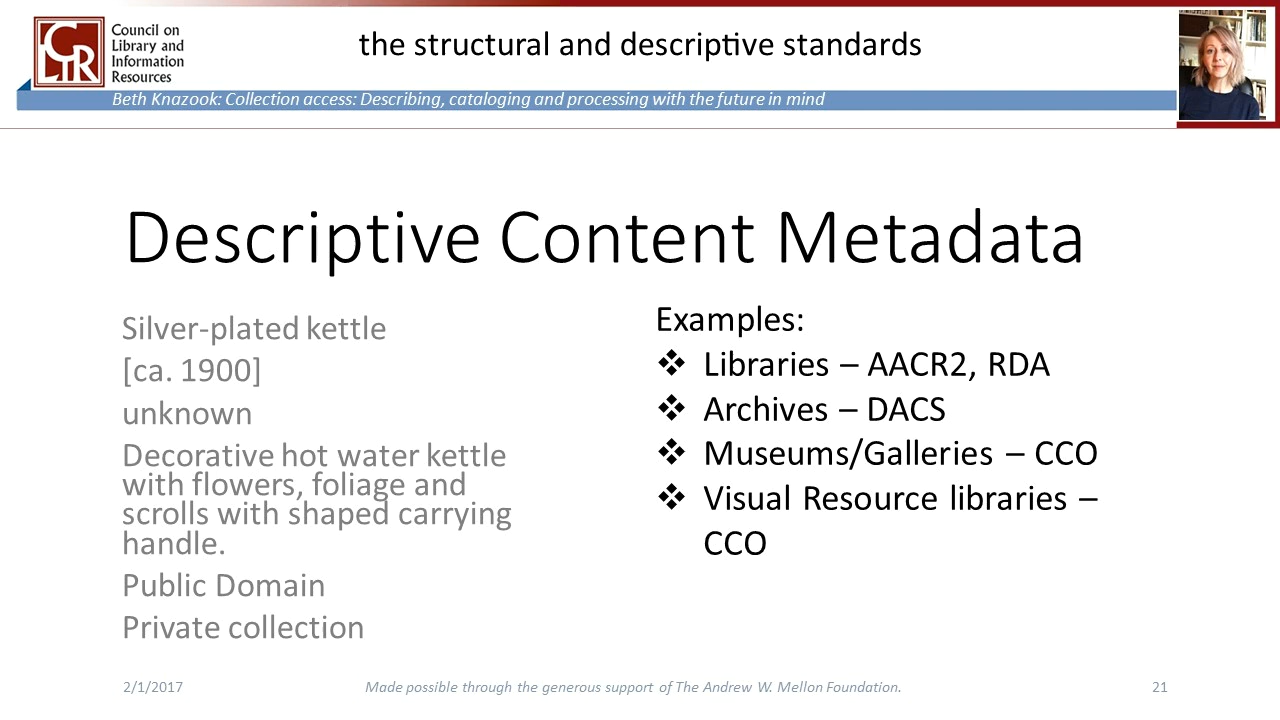 Council on
Library and
Information
Resources
CLIR
the structural and descriptive standards
Beth Knazook: Collection access: Describing, cataloging and processing with the future in mind
Descriptive Content Metadata
Silver-plated kettle
[ca. 1900]
unknown
Decorative hot water kettle
with flowers, foliage and
scrolls with shaped carrying
handle.
Public Domain
Private collection
Examples:
❖ Libraries – AACR2, RDA
❖ Archives – DACS
❖ Museums/Galleries – CCO
❖ Visual Resource libraries –
CCO
2/1/2017
Made possible through the generous support of The Andrew W. Mellon Foundation.
21